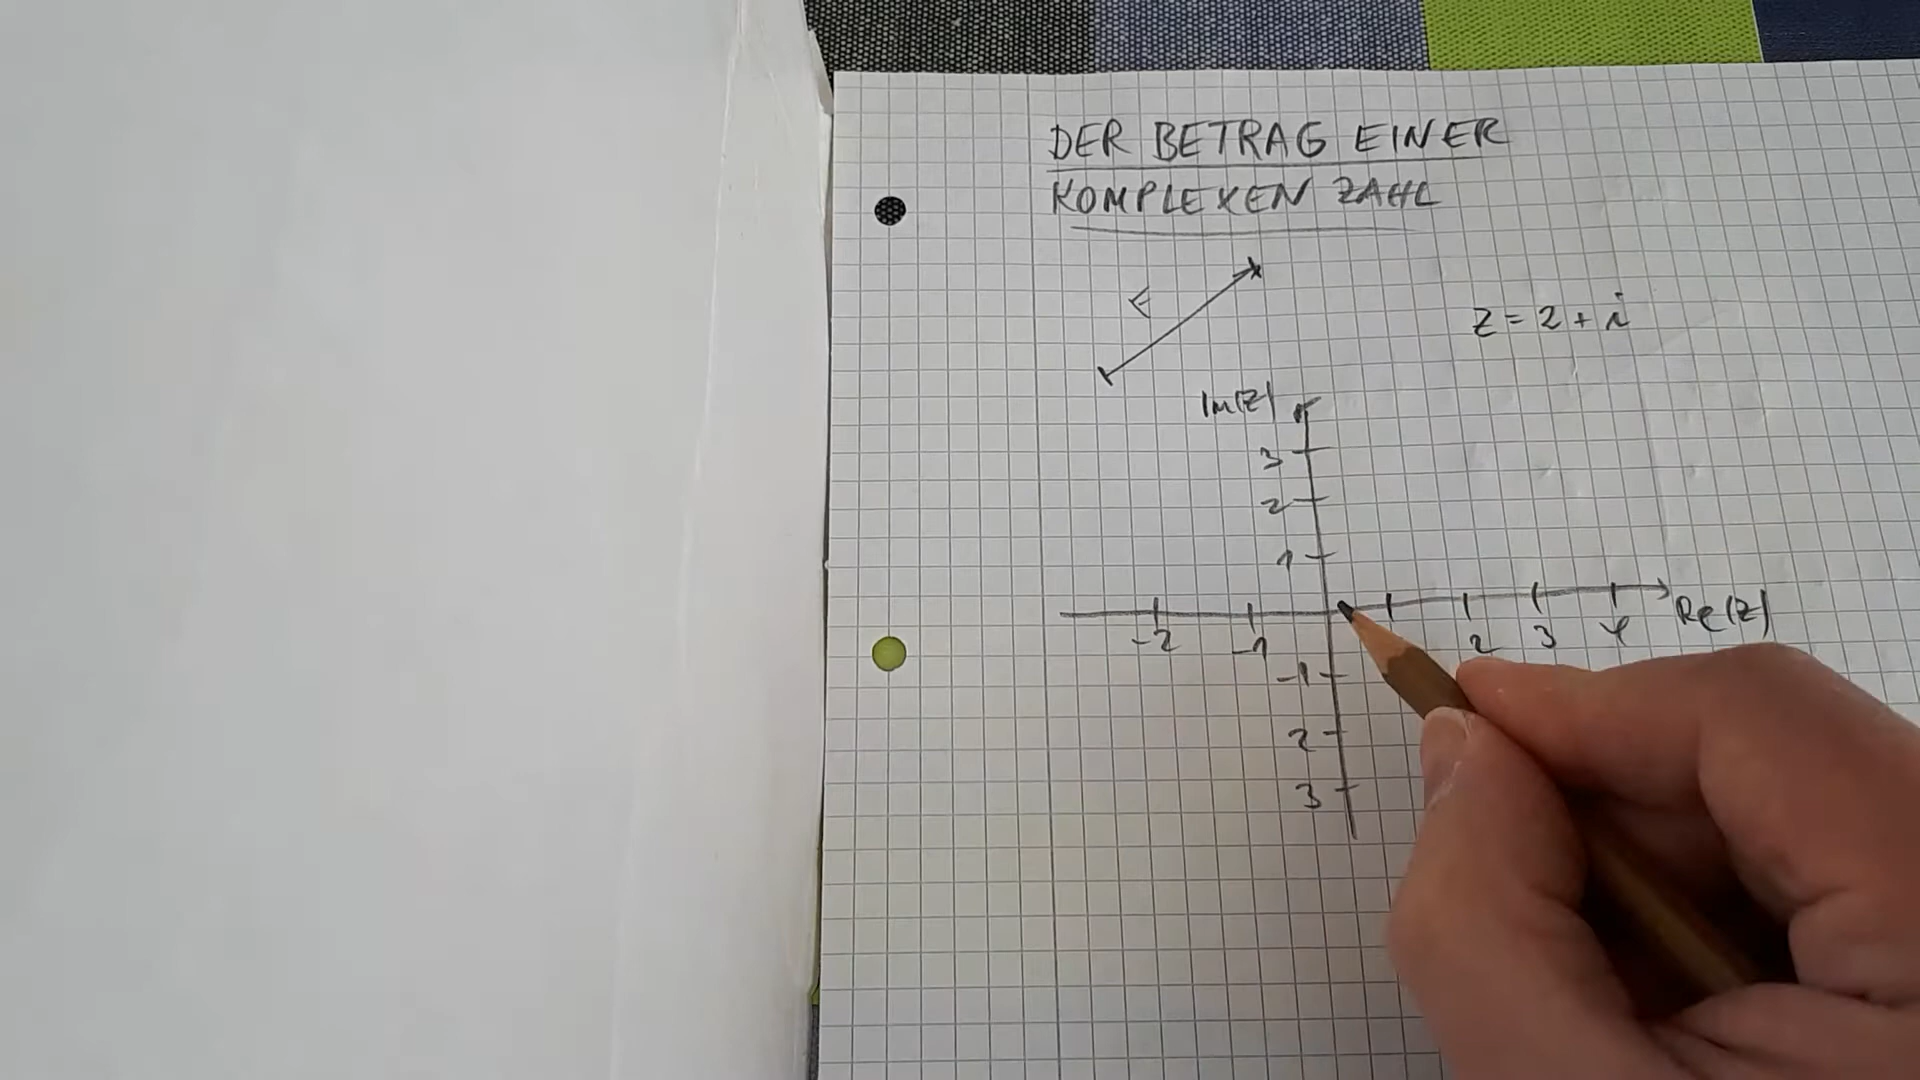 DER BETRAG EINER
KOMPLEXEN ZAHL
z = 2 + i
Im(z)
3
2
1
-2 -1 2 3 4 Re(z)
-1
2
3